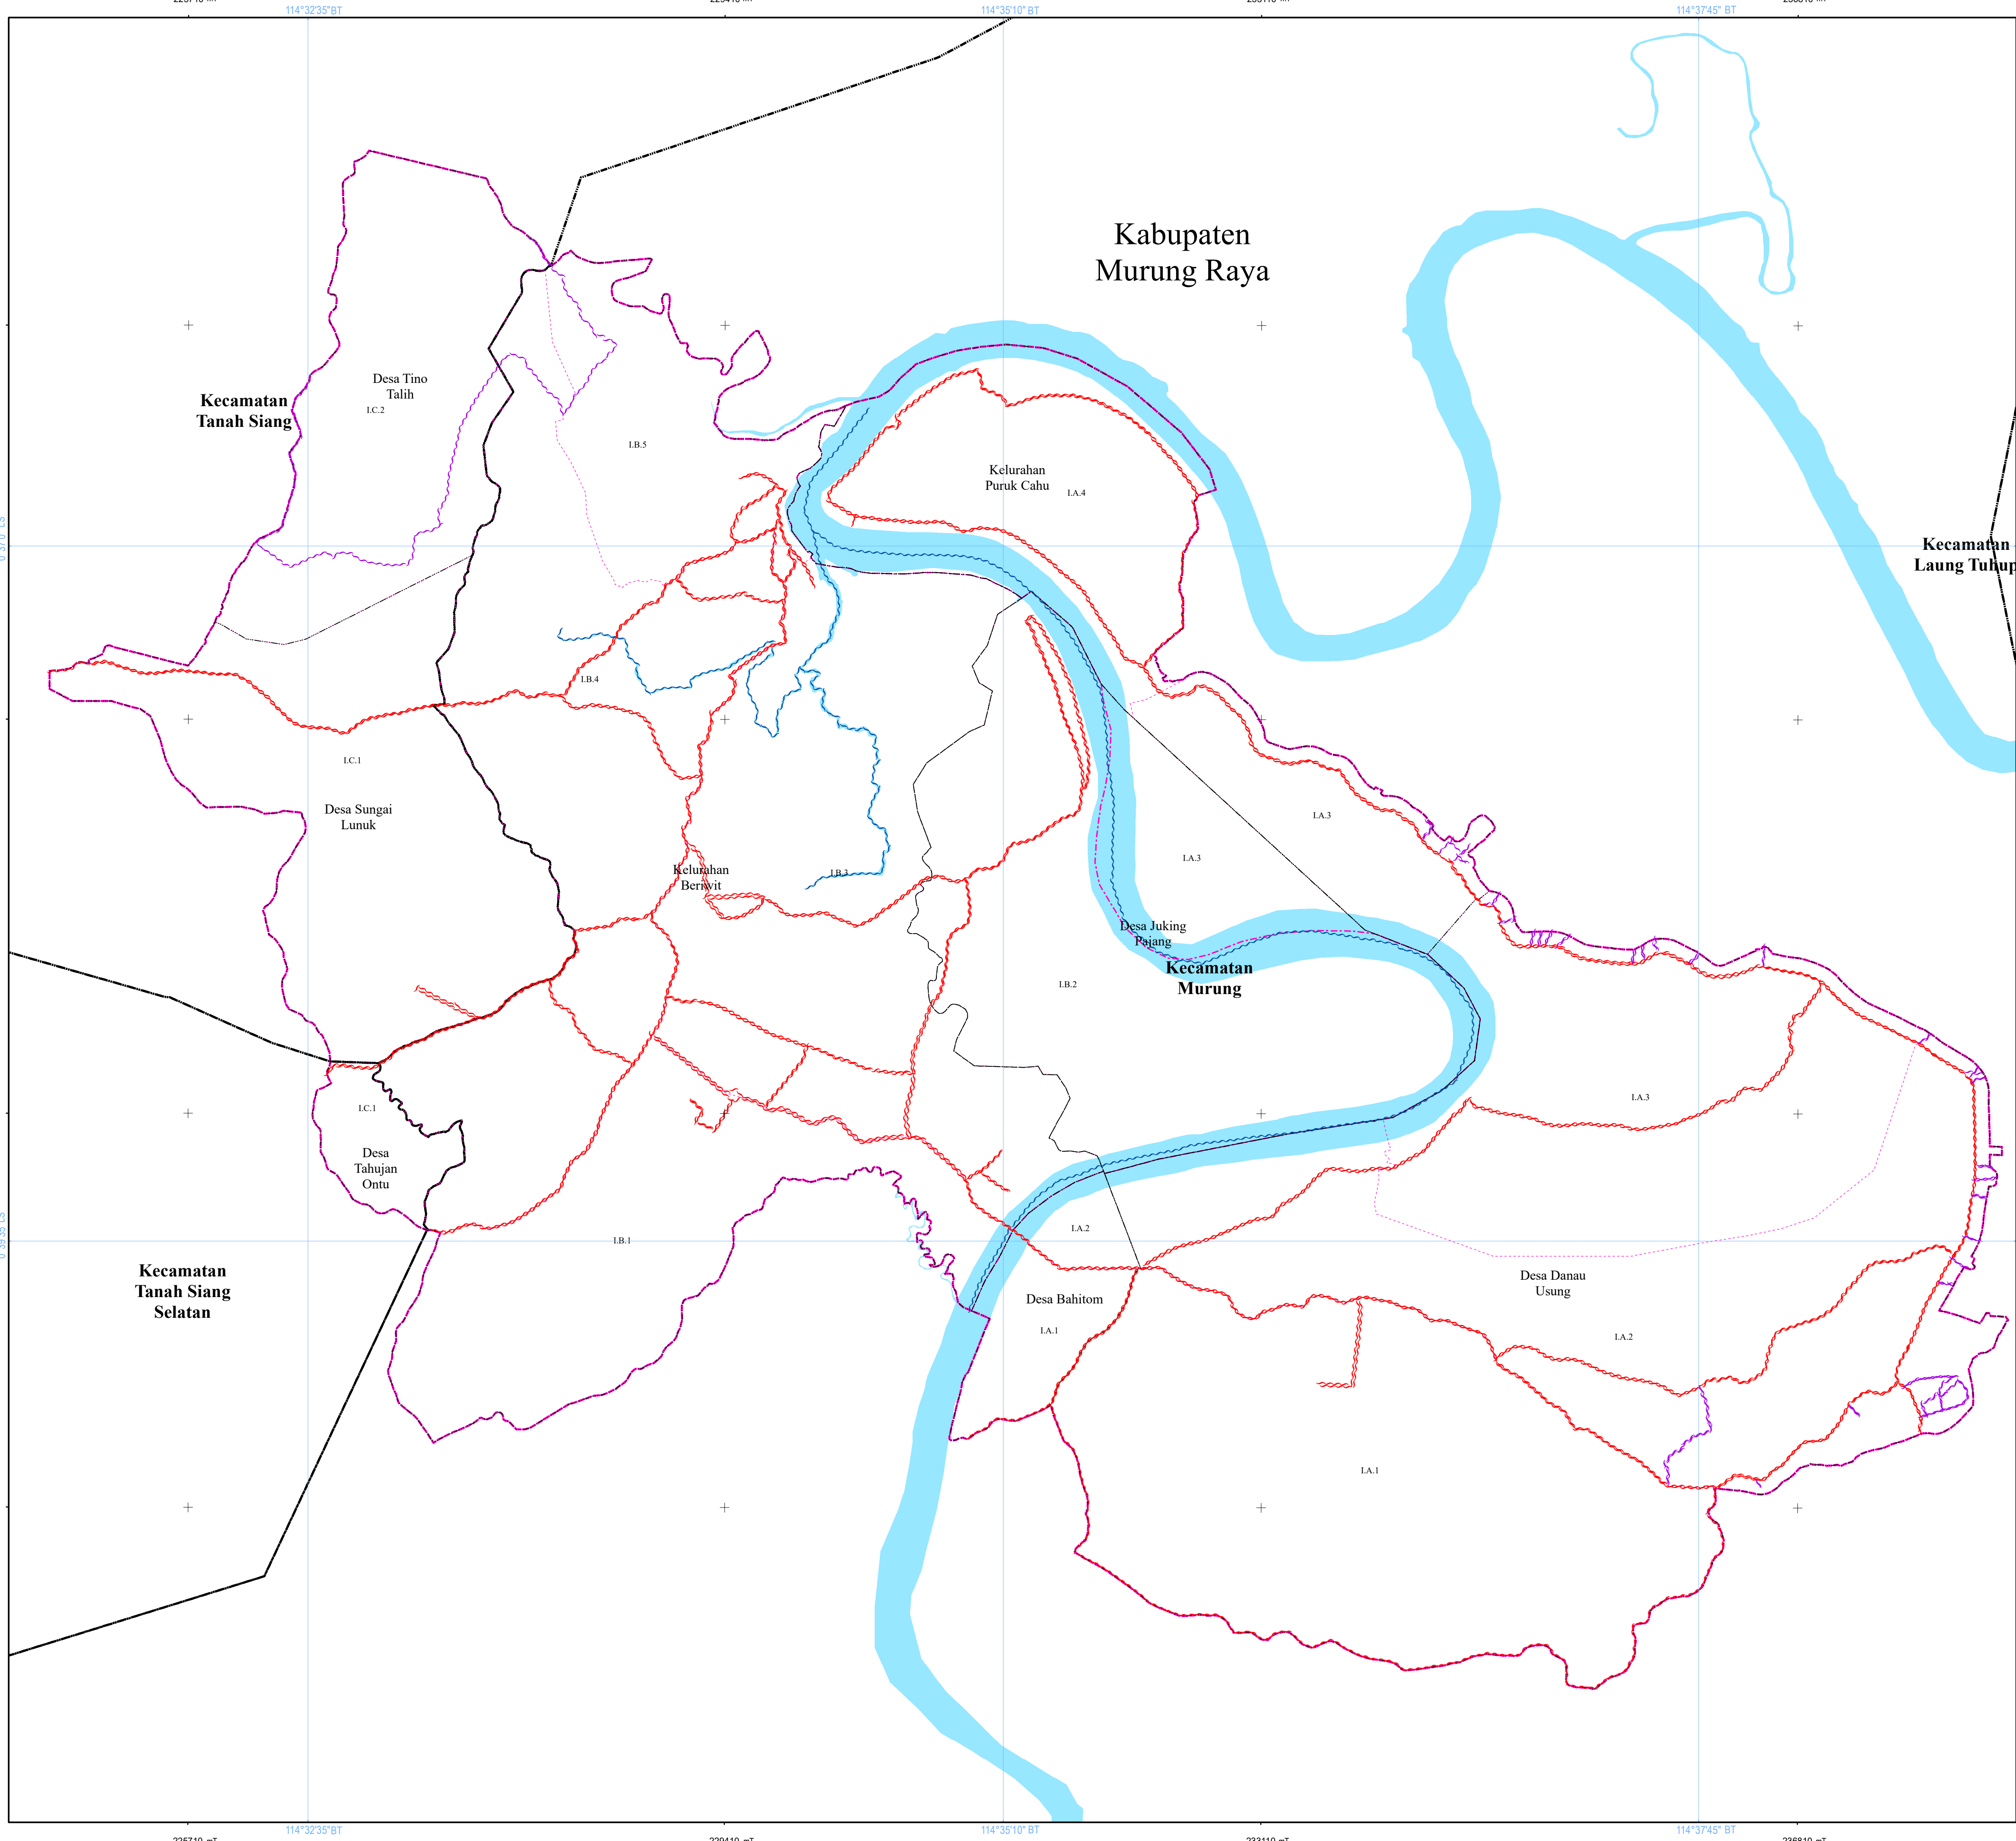 114°32'35"BT
114°35'10" BT
114°37'45" BT
Kabupaten
Murung Raya
Desa Tino
Talih
I.C.2
Kecamatan
Tanah Siang
I.B.5
Kelurahan
Puruk Cahu
I.A.4
Kecamatan
Laung Tuhup
I.B.4
I.C.1
Desa Sungai
Lunuk
I.A.3
I.A.3
Kelurahan
Beriwit
I.B.3
Desa Juking
Pajang
Kecamatan
Murung
I.B.2
I.C.1
I.A.3
Desa
Tahujan
Ontu
I.A.2
I.B.1
Kecamatan
Tanah Siang
Selatan
Desa Danau
Usung
Desa Bahitom
I.A.1
I.A.2
I.A.1
114°32'35"BT
114°35'10" BT
114°37'45" BT